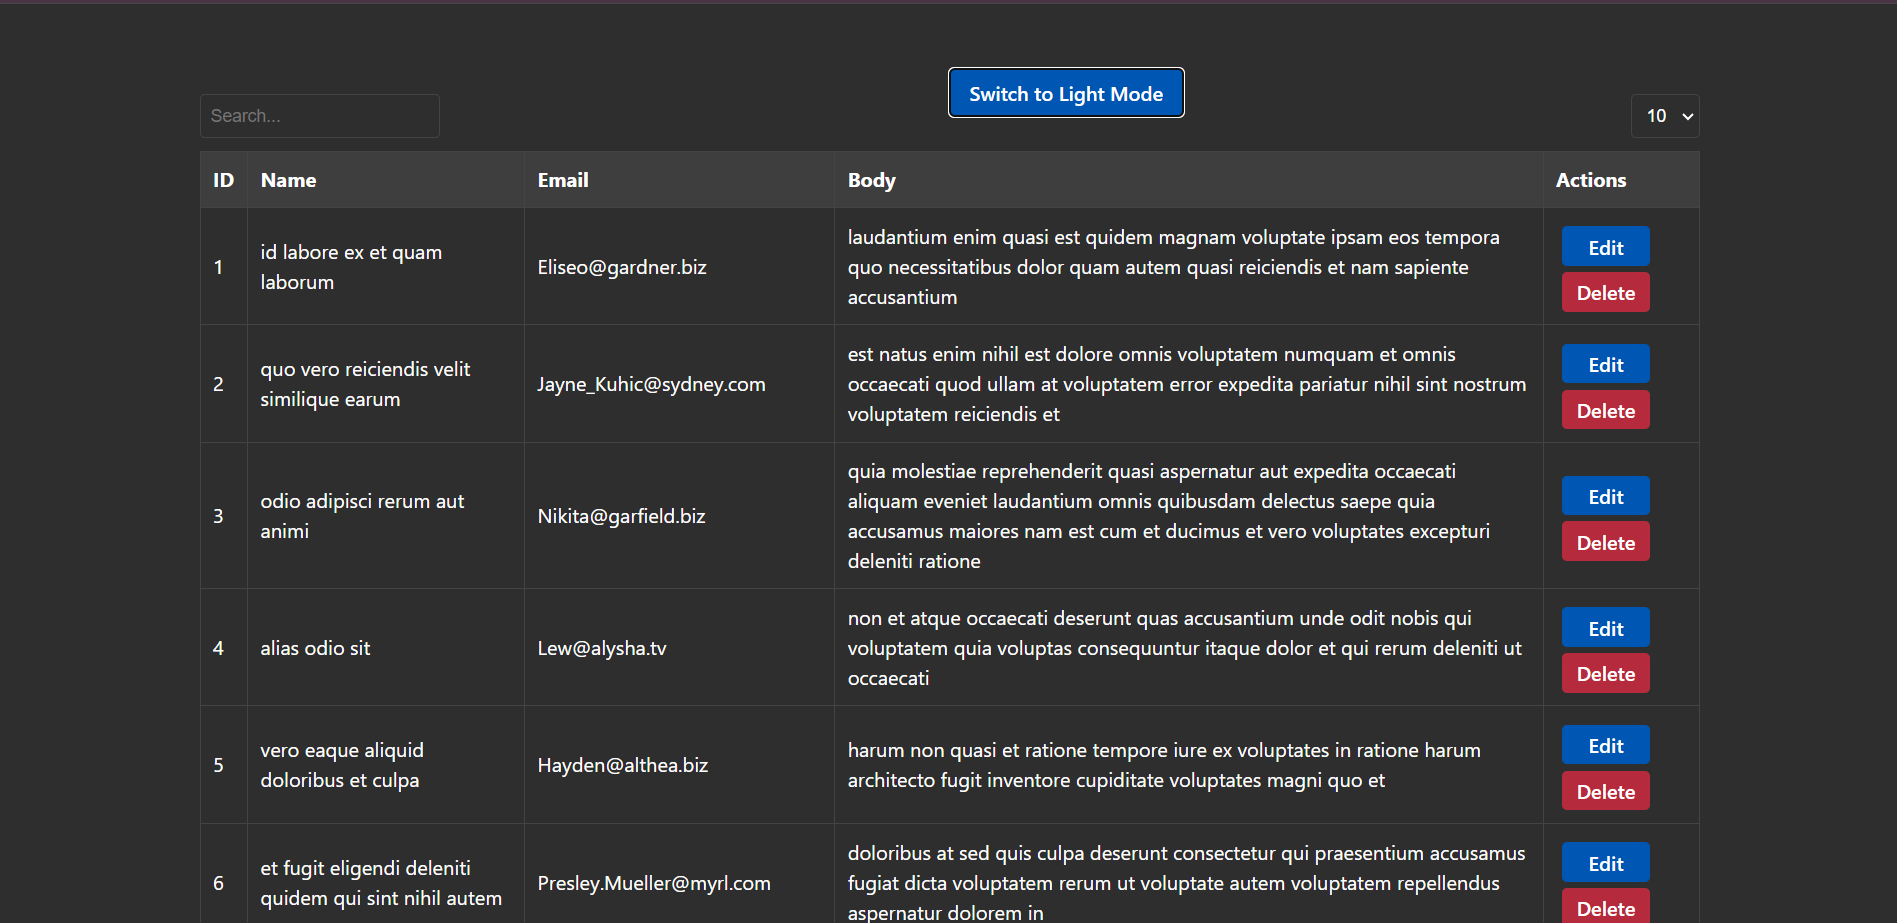 Switch to Light Mode
Search...
10
ID Name Email Body Actions
1
id labore ex et quam
laborum
Eliseo@gardner.biz
laudantium enim quasi est quidem magnam voluptate ipsam eos tempora
quo necessitatibus dolor quam autem quasi reiciendis et nam sapiente
accusantium
Edit
Delete
2
quo vero reiciendis velit
similique earum
Jayne_Kuhic@sydney.com
est natus enim nihil est dolore omnis voluptatem numquam et omnis
occaecati quod ullam at voluptatem error expedita pariatur nihil sint nostrum
voluptatem reiciendis et
Edit
Delete
3
odio adipisci rerum aut
animi
Nikita@garfield.biz
quia molestiae reprehenderit quasi aspernatur aut expedita occaecati
aliquam eveniet laudantium omnis quibusdam delectus saepe quia
accusamus maiores nam est cum et ducimus et vero voluptates excepturi
deleniti ratione
Edit
Delete
4
alias odio sit
Lew@alysha.tv
non et atque occaecati deserunt quas accusantium unde odit nobis qui
voluptatem quia voluptas consequuntur itaque dolor et qui rerum deleniti ut
occaecati
Edit
Delete
5
vero eaque aliquid
doloribus et culpa
Hayden@althea.biz
harum non quasi et ratione tempore iure ex voluptates in ratione harum
architecto fugit inventore cupiditate voluptates magni quo et
Edit
Delete
6
et fugit eligendi deleniti
quidem qui sint nihil autem
Presley.Mueller@myrl.com
doloribus at sed quis culpa deserunt consectetur qui praesentium accusamus
fugiat dicta voluptatem rerum ut voluptate autem voluptatem repellendus
aspernatur dolorem in
Edit
Delete